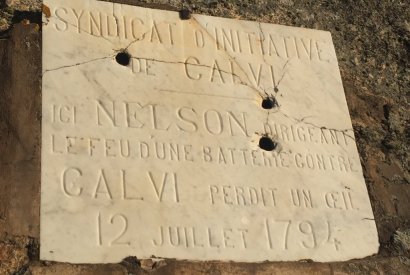 SYNDICAT D'INITIATIVE
DE CALVI
ICI NELSON DIRIGEANT
LE FEU D'UNE BATTERIE CONTRE
CALVI PERDIT UN ŒIL
12 JUILLET 1794